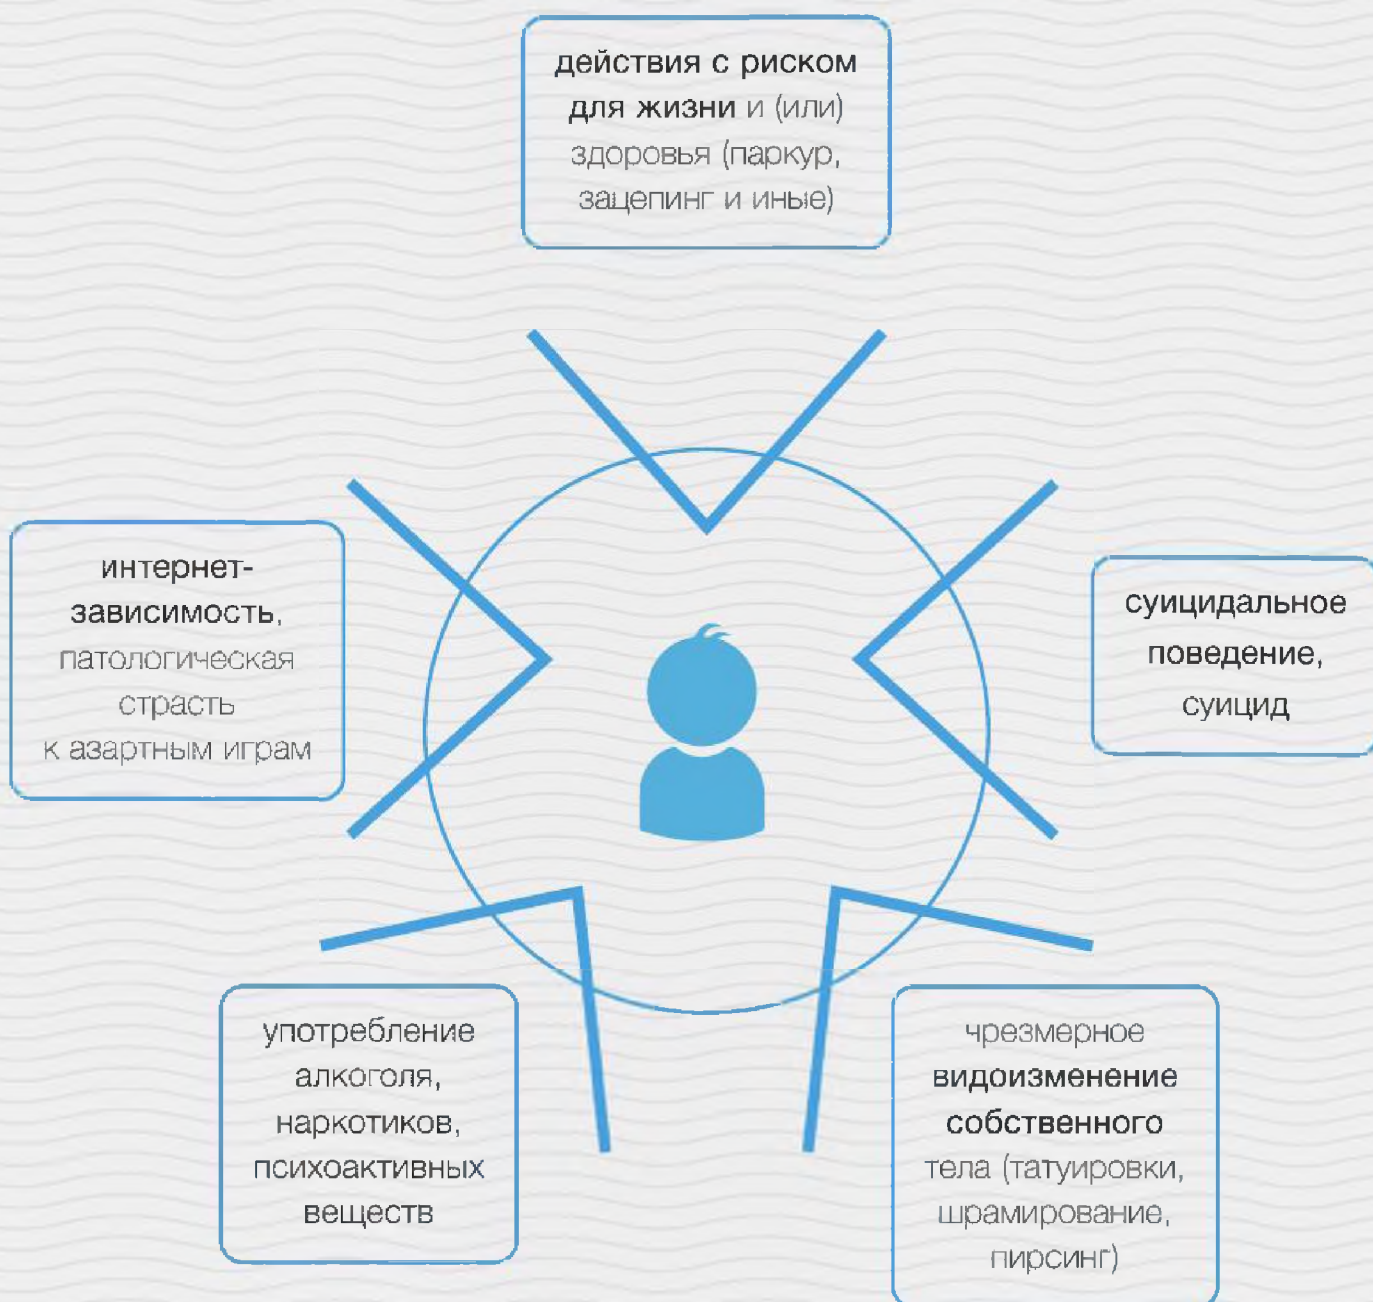 действия с риском
для жизни и (или)
здоровья (паркур,
зацепинг и иные)
интернет-
зависимость,
патологическая
страсть
к азартным играм
суицидальное
поведение,
суицид
употребление
алкоголя,
наркотиков,
психоактивных
веществ
чрезмерное
видоизменение
собственного
тела (татуировки,
шрамирование,
пирсинг)